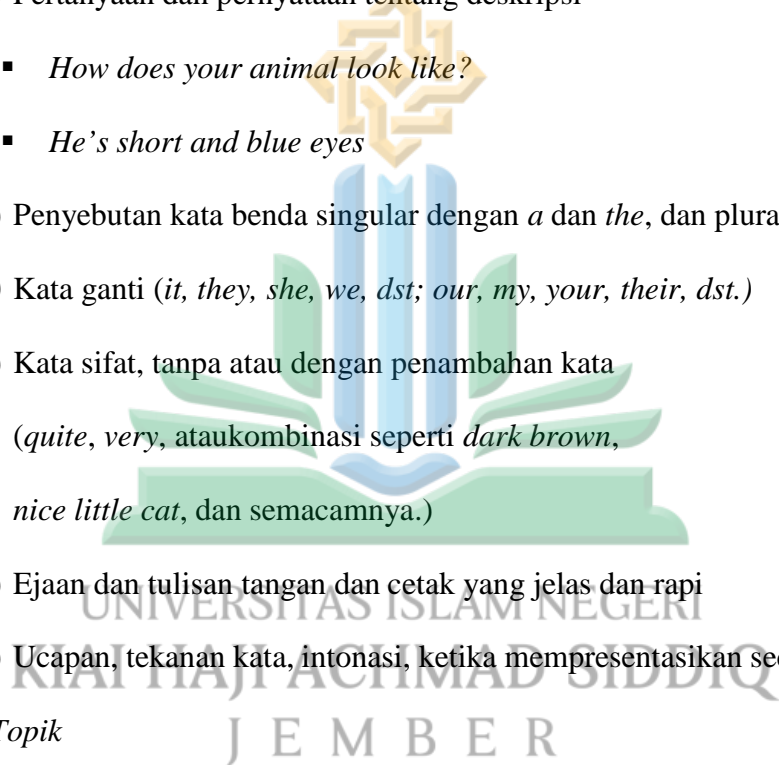 Pertanyaan dan pernyataan tentang deskripsi
▪ How does your animal look like?
▪ He's short and blue eyes
) Penyebutan kata benda singular dengan a dan the, dan plura
) Kata ganti (it, they, she, we, dst; our, my, your, their, dst.)
) Kata sifat, tanpa atau dengan penambahan kata
(quite, very, ataukombinasi seperti dark brown,
nice little cat, dan semacamnya.)
) Ejaan dan tulisan tangan dan cetak yang jelas dan rapi
UNIVERSITAS ISLAM NEGERI
) Ucapan, tekanan kata, intonasi, ketika mempresentasikan
KIAI HAJI ACHMAD SIDDIQ
Topik
JEMBER